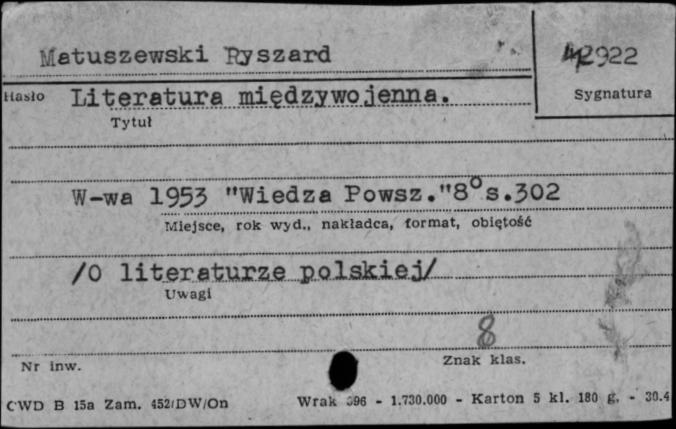 Matuszewski Ryszard
42922
Hasło Literatura międzywojenna.
Sygnatura
Tytuł
W-wa 1953 "Wiedza Powsz."8° s.302
Miejsce, rok wyd., nakładca, format, objętość
/O literaturze polskiej/
Uwagi
8
Nr inw.
Znak klas.
CWD B 15a Zam. 452/DW/On Wrak 396 - 1.730.000 - Karton 5 kl. 180 g. - 30.4